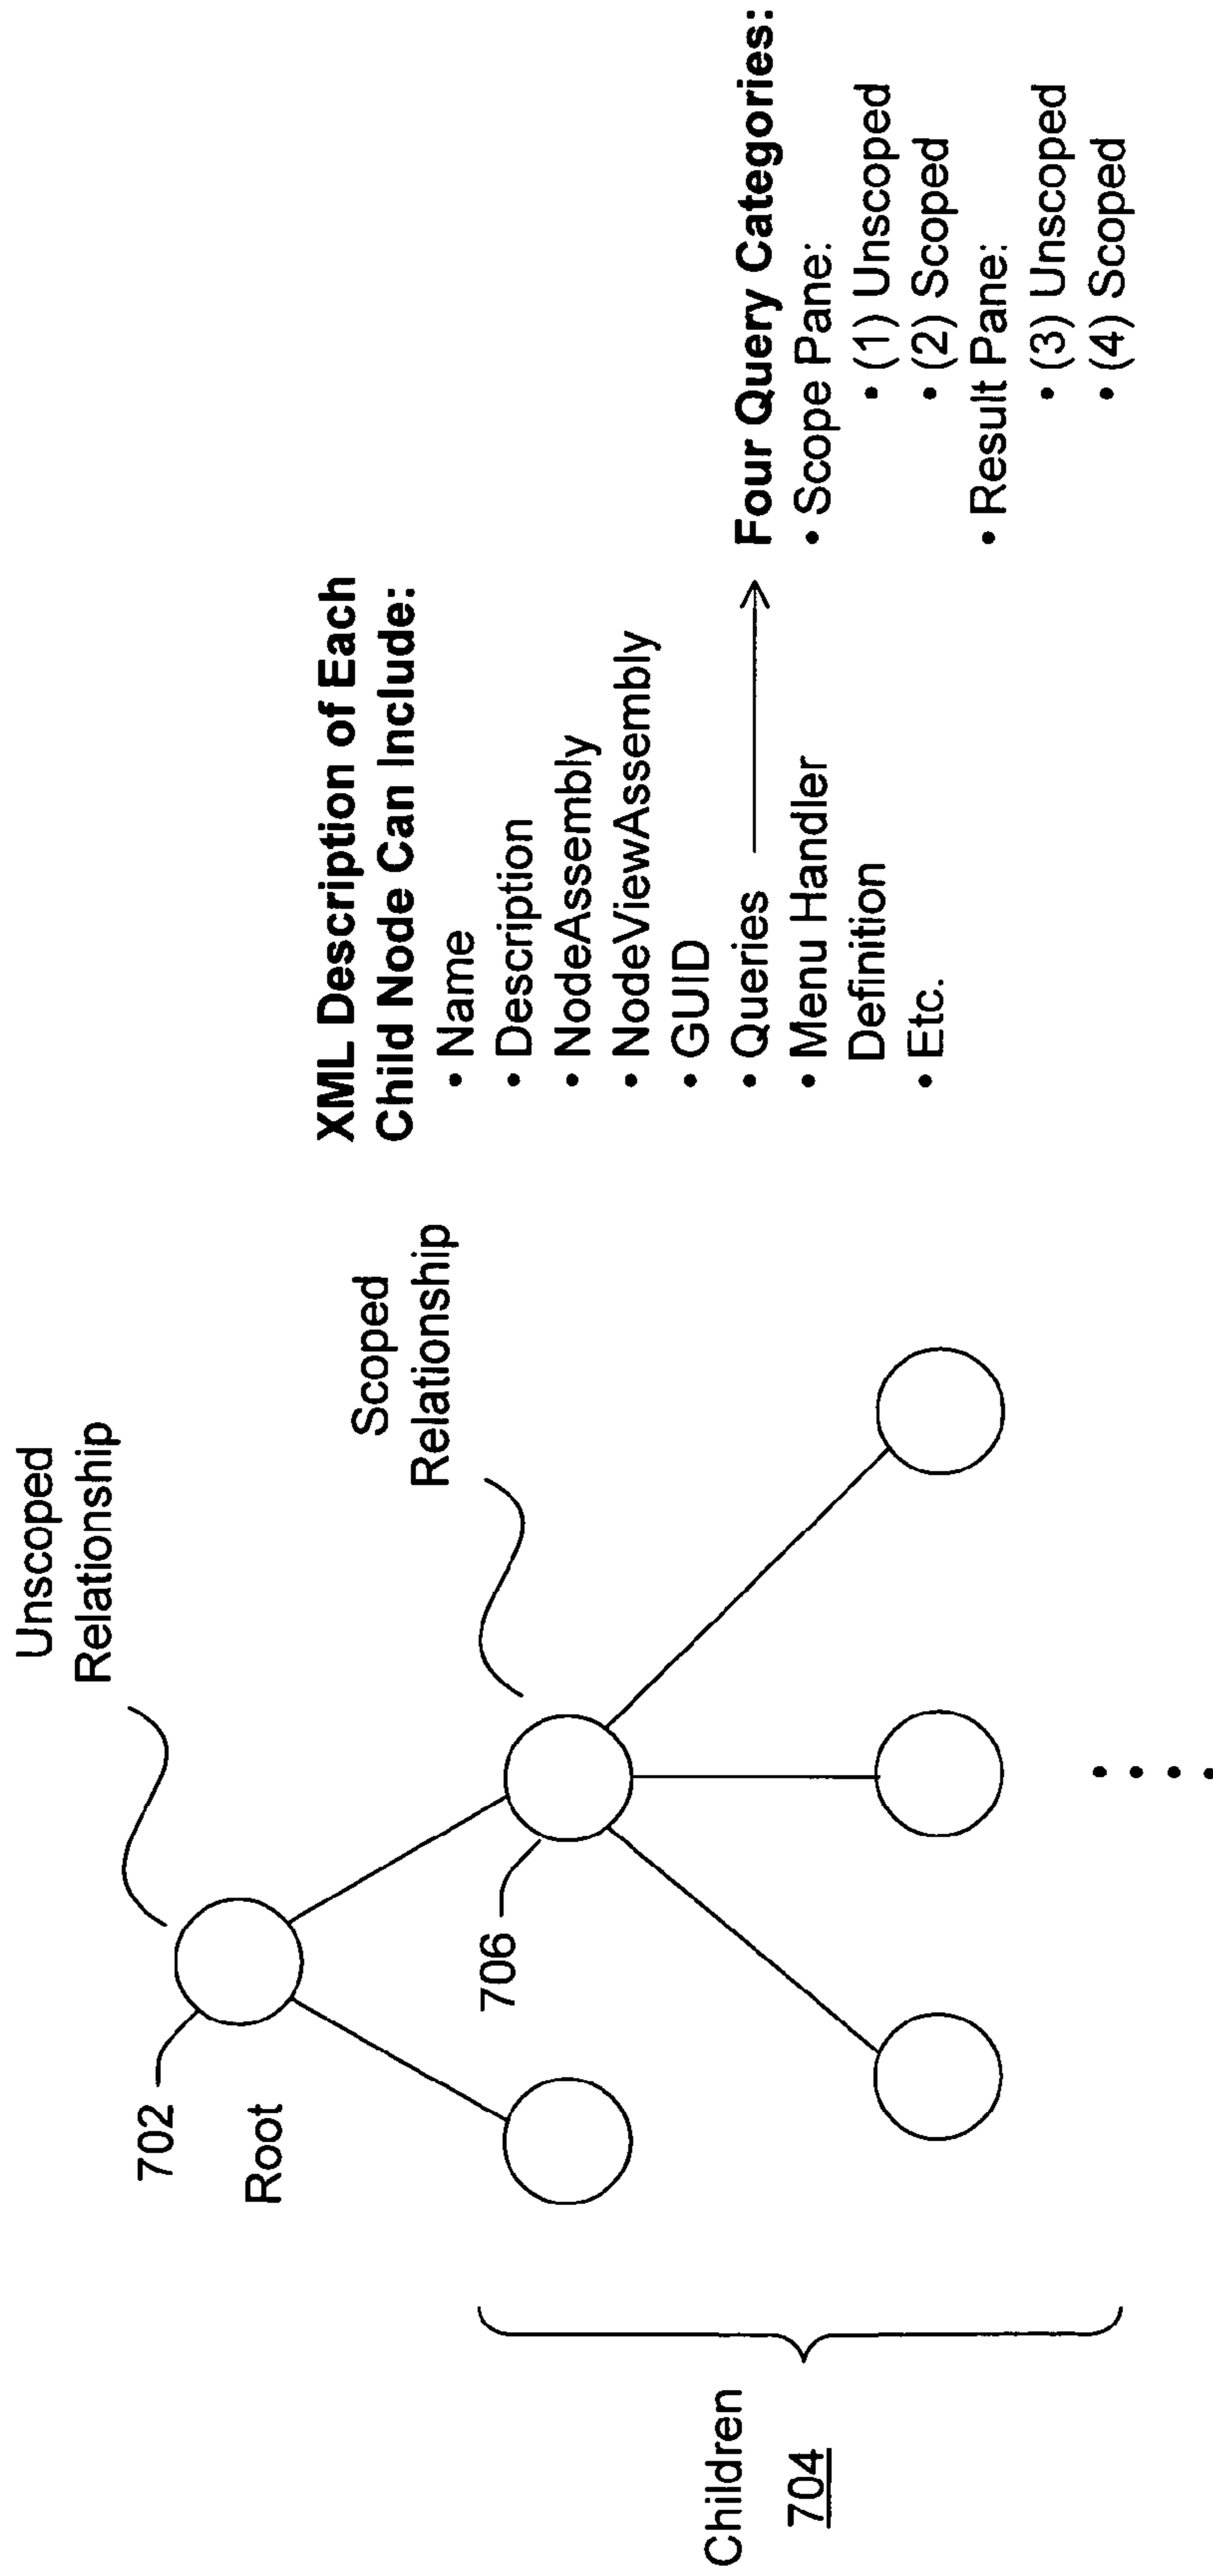 Unscoped
Relationship
702
Root
Scoped
Relationship
706
Children
704
XML Description of Each
Child Node Can Include:
• Name
• Description
• NodeAssembly
• NodeViewAssembly
• GUID
• Queries
• Menu Handler
Definition
• Etc.
Four Query Categories:
• Scope Pane:
• (1) Unscoped
• (2) Scoped
• Result Pane:
• (3) Unscoped
• (4) Scoped